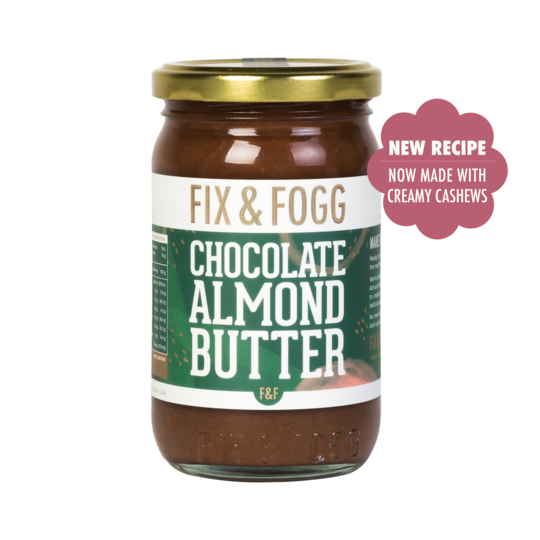 NEW RECIPE
NOW MADE WITH
CREAMY CASHEWS
FIX & FOGG
CHOCOLATE
ALMOND
BUTTER
F&F
FIX & FOGG